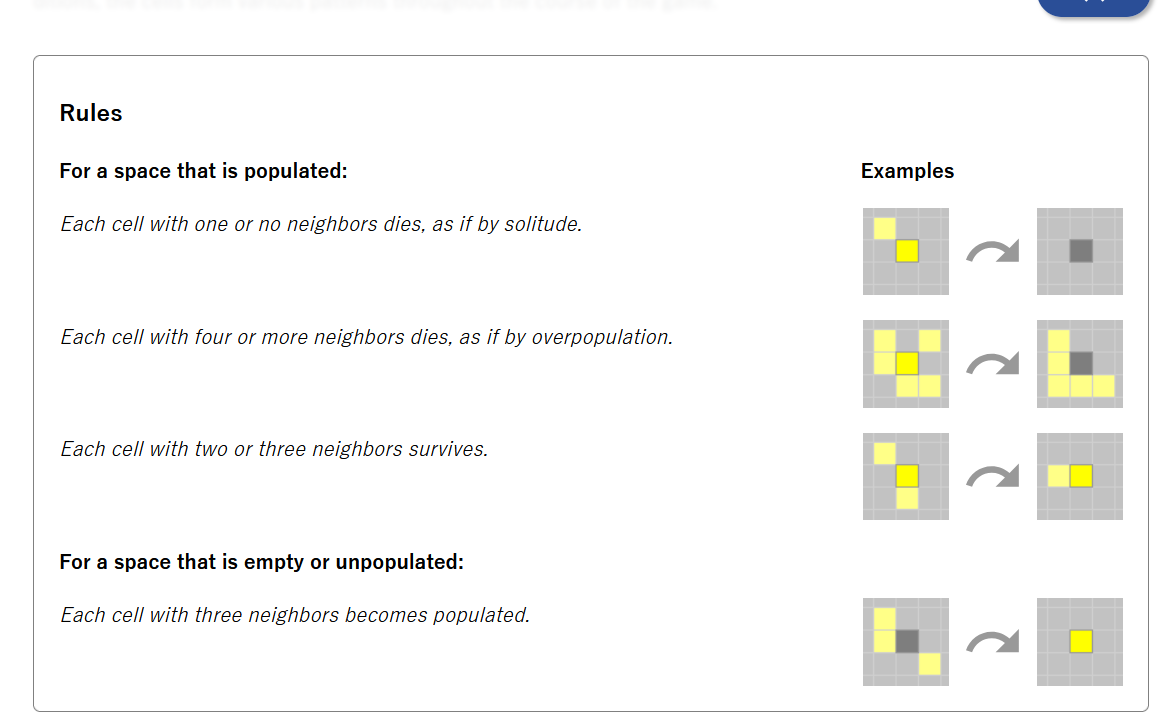 Rules
For a space that is populated:
Examples
Each cell with one or no neighbors dies, as if by solitude.
Each cell with four or more neighbors dies, as if by overpopulation.
Each cell with two or three neighbors survives.
For a space that is empty or unpopulated:
Each cell with three neighbors becomes populated.